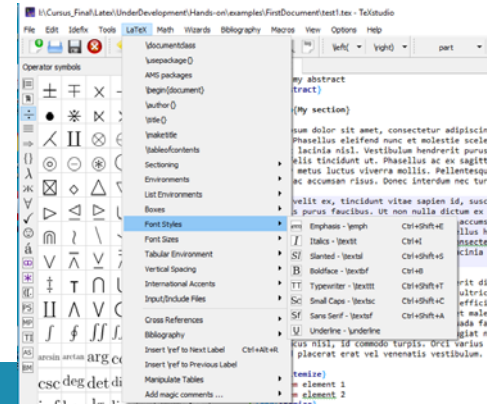 I:\Cursus_Final\Latex\UnderDevelopment\Hands-on\examples\FirstDocument\test1.tex - TeXstudio
File Edit Idefix Tools LaTeX Math Wizards Bibliography Macros View Options Help
\left( \right) part
Operator symbols
\documentclass
\usepackage{}
AMS packages
\begin{document}
\author{}
\title{}
\maketitle
\tableofcontents
Sectioning
Environments
List Environments
Boxes
Font Styles
Font Sizes
Tabular Environment
Vertical Spacing
International Accents
Input/Include Files
Cross References
Bibliography
Insert \ref to Next Label Ctrl+Alt+R
Insert \ref to Previous Label
Manipulate Tables
Add magic comments ...
Emphasis - \emph Ctrl+Shift+E
Italics - \textit Ctrl+I
Slanted - \textsl Ctrl+Shift+S
Boldface - \textbf Ctrl+B
Typewriter - \texttt Ctrl+Shift+T
Small Caps - \textsc Ctrl+Shift+C
Sans Serif - \textsf Ctrl+Shift+A
Underline - \underline
my abstract
tract}
{My section}
sum dolor sit amet, consectetur adipiscin
Phasellus eleifend nunc et molestie scele
lacinia nisl. Vestibulum hendrerit purus
elis tincidunt ut. Phasellus ac ex sagitt
metus luctus viverra mollis. Pellentesqu
ac accumsan risus. Donec interdum nec tur
velit ex, tincidunt vitae sapien id, susc
s purus faucibus. Ut non nulla dictum ex
cus nisl, id commodo turpis. Orci varius
placerat erat vel venenatis vestibulum.
temize}
element 1
element 2
arcsin arctan arg
csc deg det